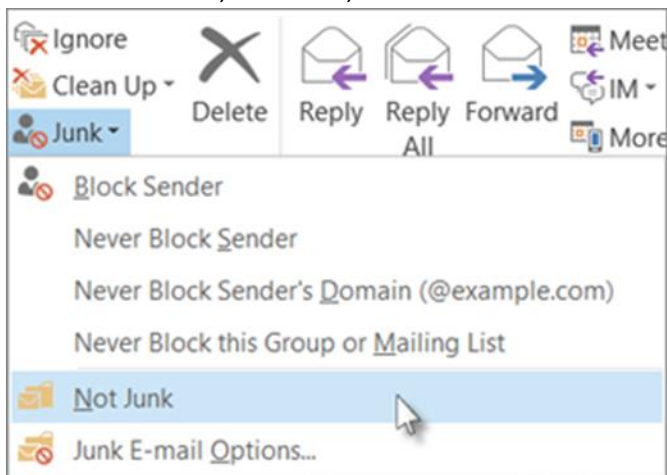 Ignore
Clean Up
Junk
Delete
Reply
Reply All
Forward
Meet
IM
More
Block Sender
Never Block Sender
Never Block Sender's Domain (@example.com)
Never Block this Group or Mailing List
Not Junk
Junk E-mail Options...